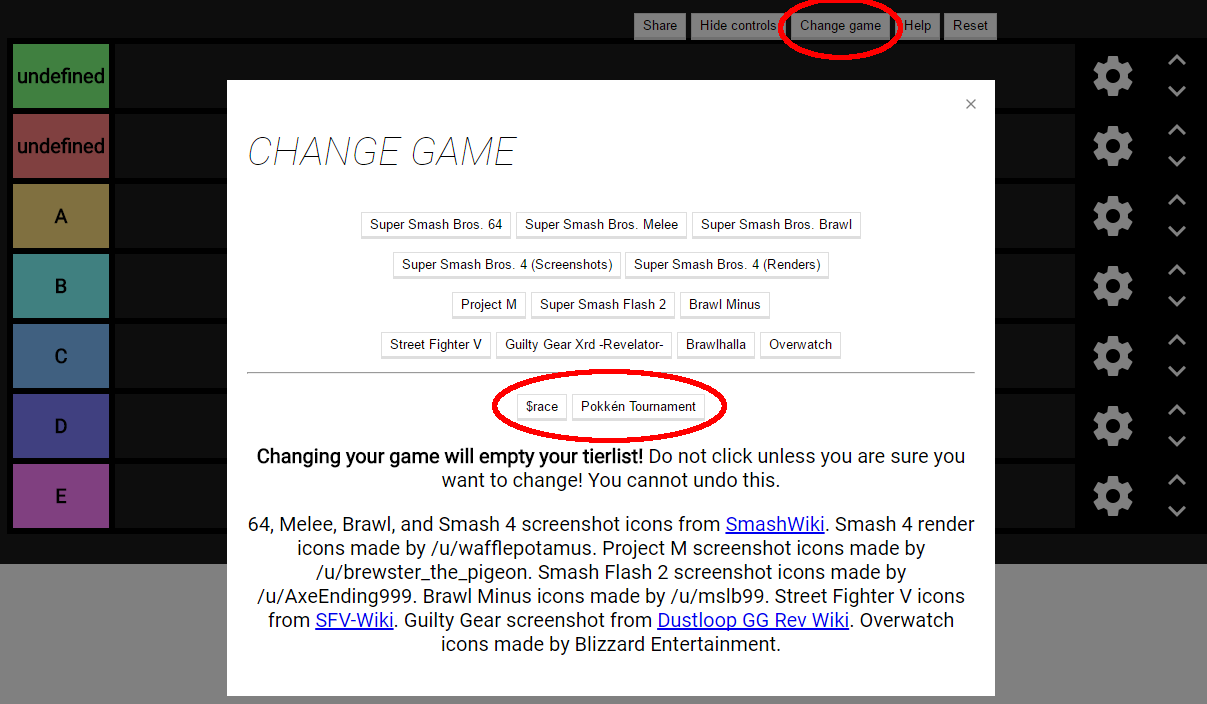 Share Hide controls Change game Help Reset
undefined
undefined
A
B
C
D
E
×
CHANGE GAME
Super Smash Bros. 64 Super Smash Bros. Melee Super Smash Bros. Brawl
Super Smash Bros. 4 (Screenshots) Super Smash Bros. 4 (Renders)
Project M Super Smash Flash 2 Brawl Minus
Street Fighter V Guilty Gear Xrd -Revelator- Brawlhalla Overwatch
$race Pokkén Tournament
Changing your game will empty your tierlist! Do not click unless you are sure you
want to change! You cannot undo this.
64, Melee, Brawl, and Smash 4 screenshot icons from SmashWiki. Smash 4 render
icons made by /u/wafflepotamus. Project M screenshot icons made by
/u/brewster_the_pigeon. Smash Flash 2 screenshot icons made by
/u/AxeEnding999. Brawl Minus icons made by /u/mslb99. Street Fighter V icons
from SFV-Wiki. Guilty Gear screenshot from Dustloop GG Rev Wiki. Overwatch
icons made by Blizzard Entertainment.